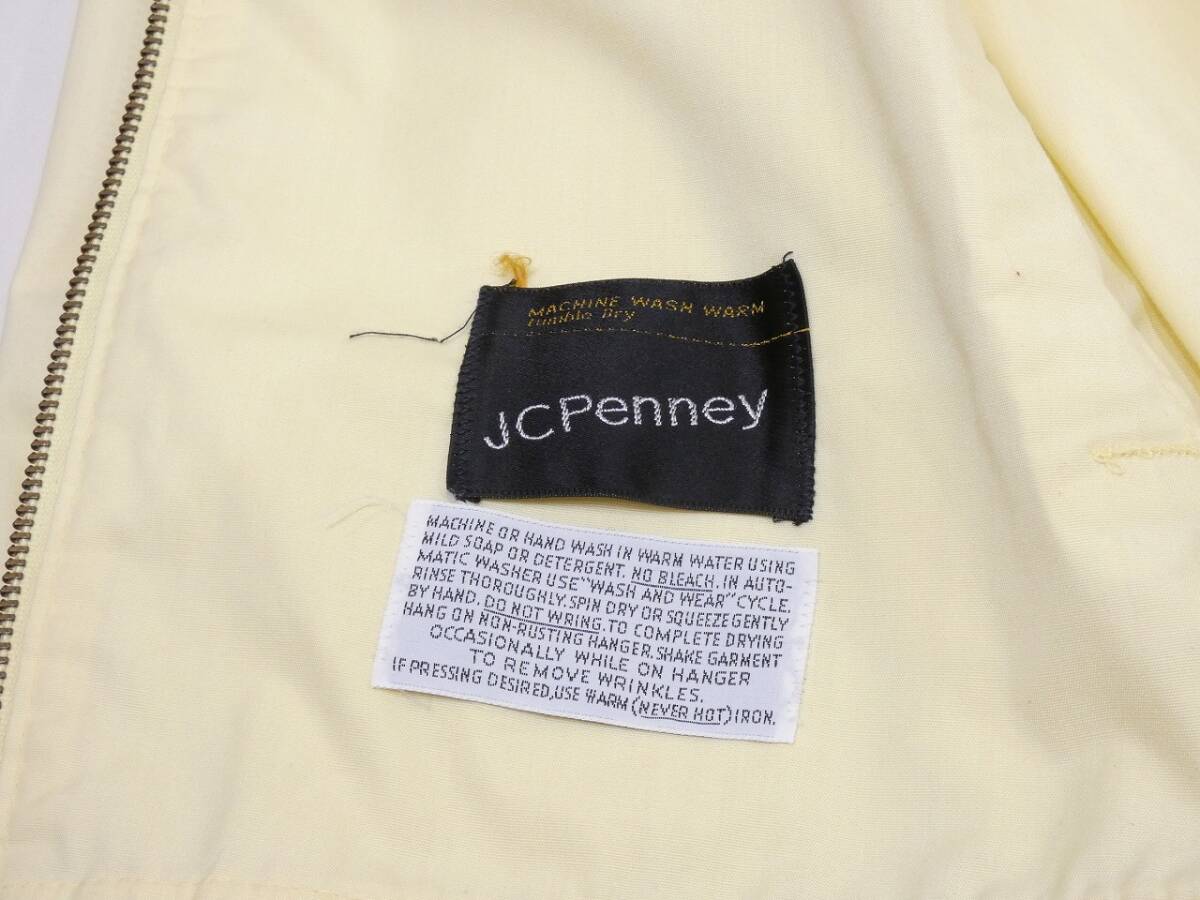 MACHINE WASH WARM
Tumble Dry
JCPenney
MACHINE OR HAND WASH IN WARM WATER USING
MILD SOAP OR DETERGENT. NO BLEACH. IN AUTO-
MATIC WASHER USE "WASH AND WEAR" CYCLE.
RINSE THOROUGHLY. SPIN DRY OR SQUEEZE GENTLY
BY HAND. DO NOT WRING. TO COMPLETE DRYING
HANG ON NON-RUSTING HANGER. SHAKE GARMENT
OCCASIONALLY WHILE ON HANGER
TO REMOVE WRINKLES.
IF PRESSING DESIRED, USE WARM (NEVER HOT) IRON.